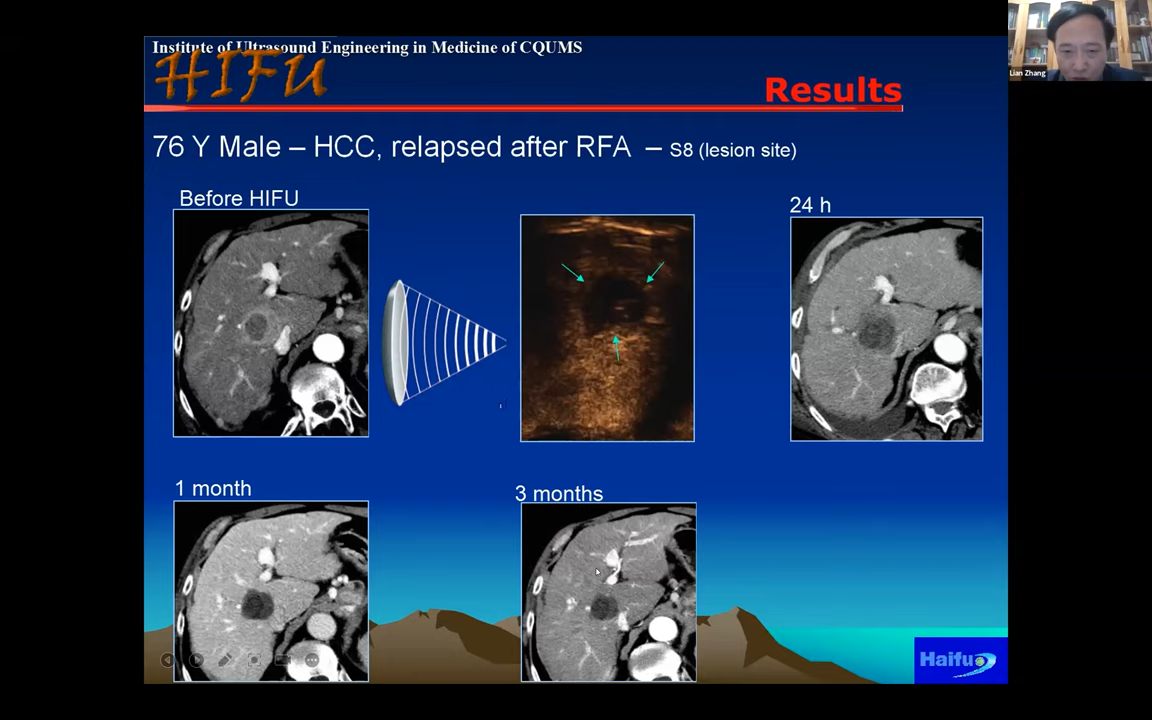 Institute of Ultrasound Engineering in Medicine of CQUMS
HIFU
Results
Lian Zhang
76 Y Male – HCC, relapsed after RFA – S8 (lesion site)
Before HIFU
24 h
1 month
3 months
Haifu